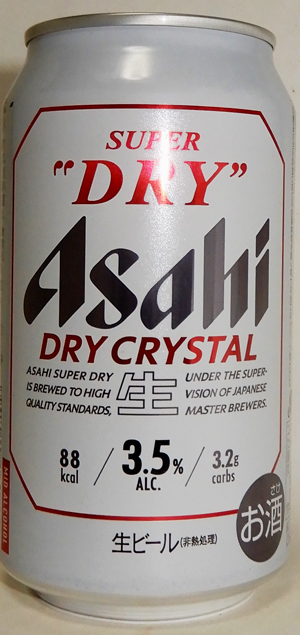 SUPER
"DRY"
Asahi
DRY CRYSTAL
ASAHI SUPER DRY
IS BREWED TO HIGH
QUALITY STANDARDS,
生
UNDER THE SUPER-
VISION OF JAPANESE
MASTER BREWERS.
88
kcal
3.5%
ALC.
3.2g
carbs
MID ALCOHOL
さけ
お酒
生ビール(非熱処理)